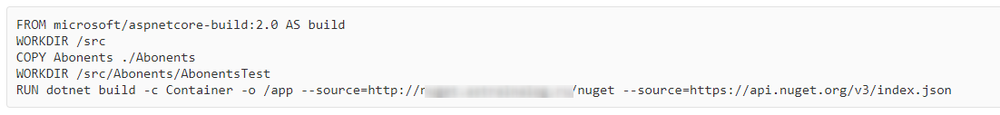 FROM microsoft/aspnetcore-build:2.0 AS build
WORKDIR /src
COPY Abonents ./Abonents
WORKDIR /src/Abonents/AbonentsTest
RUN dotnet build -c Container -o /app --source=http:// /nuget --source=https://api.nuget.org/v3/index.json